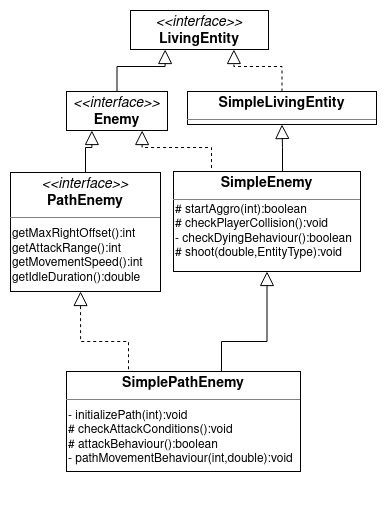 <<interface>>
LivingEntity
<<interface>>
Enemy
SimpleLivingEntity
<<interface>>
PathEnemy
getMaxRightOffset():int
getAttackRange():int
getMovementSpeed():int
getIdleDuration():double
SimpleEnemy
# startAggro(int):boolean
# checkPlayerCollision():void
- checkDyingBehaviour():boolean
# shoot(double,EntityType):void
SimplePathEnemy
- initializePath(int):void
# checkAttackConditions():void
# attackBehaviour():boolean
- pathMovementBehaviour(int,double):void